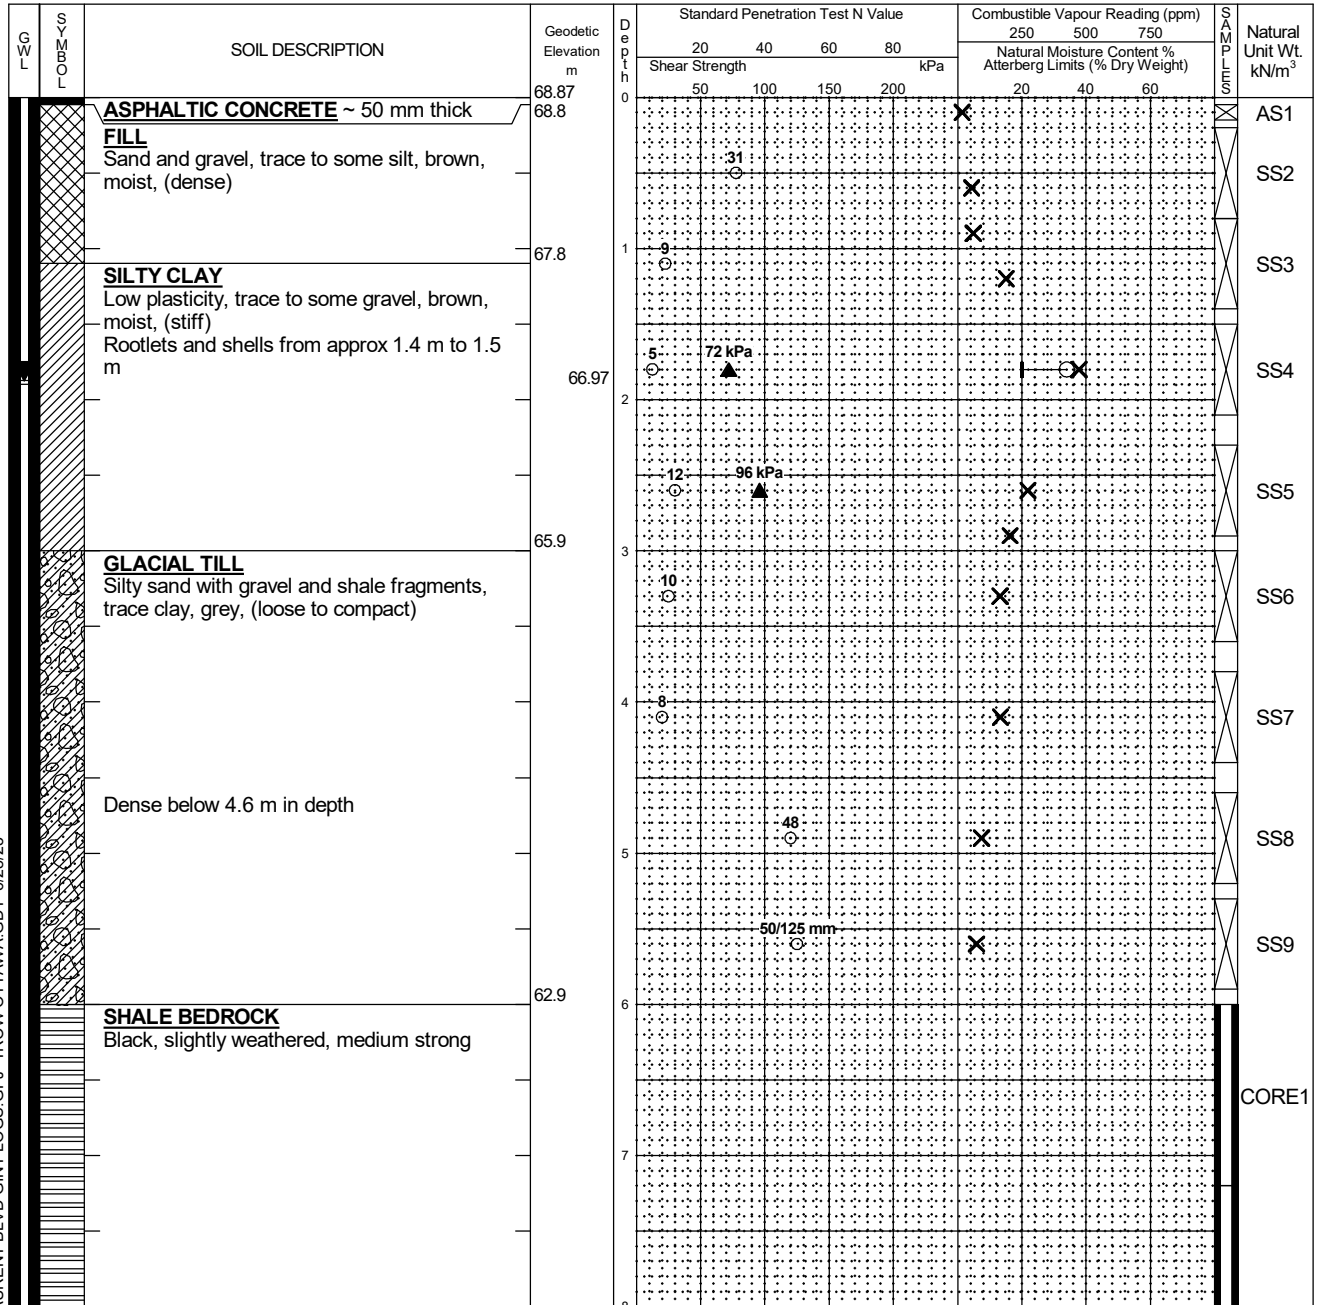 GWL
SYMBOL
SOIL DESCRIPTION
Geodetic
Elevation
m
68.87
Depth
Standard Penetration Test N Value
20 40 60 80
Shear Strength kPa
50 100 150 200
Combustible Vapour Reading (ppm)
250 500 750
Natural Moisture Content %
Atterberg Limits (% Dry Weight)
20 40 60
SAMPLES
Natural
Unit Wt.
kN/m³
0
ASPHALTIC CONCRETE ~ 50 mm thick
68.8
AS1
FILL
Sand and gravel, trace to some silt, brown,
moist, (dense)
31
SS2
67.8
1
9
SS3
SILTY CLAY
Low plasticity, trace to some gravel, brown,
moist, (stiff)
Rootlets and shells from approx 1.4 m to 1.5
m
66.97
5
72 kPa
SS4
2
12
96 kPa
SS5
65.9
3
GLACIAL TILL
Silty sand with gravel and shale fragments,
trace clay, grey, (loose to compact)
10
SS6
4
8
SS7
Dense below 4.6 m in depth
48
SS8
5
50/125 mm
SS9
62.9
6
SHALE BEDROCK
Black, slightly weathered, medium strong
CORE1
7